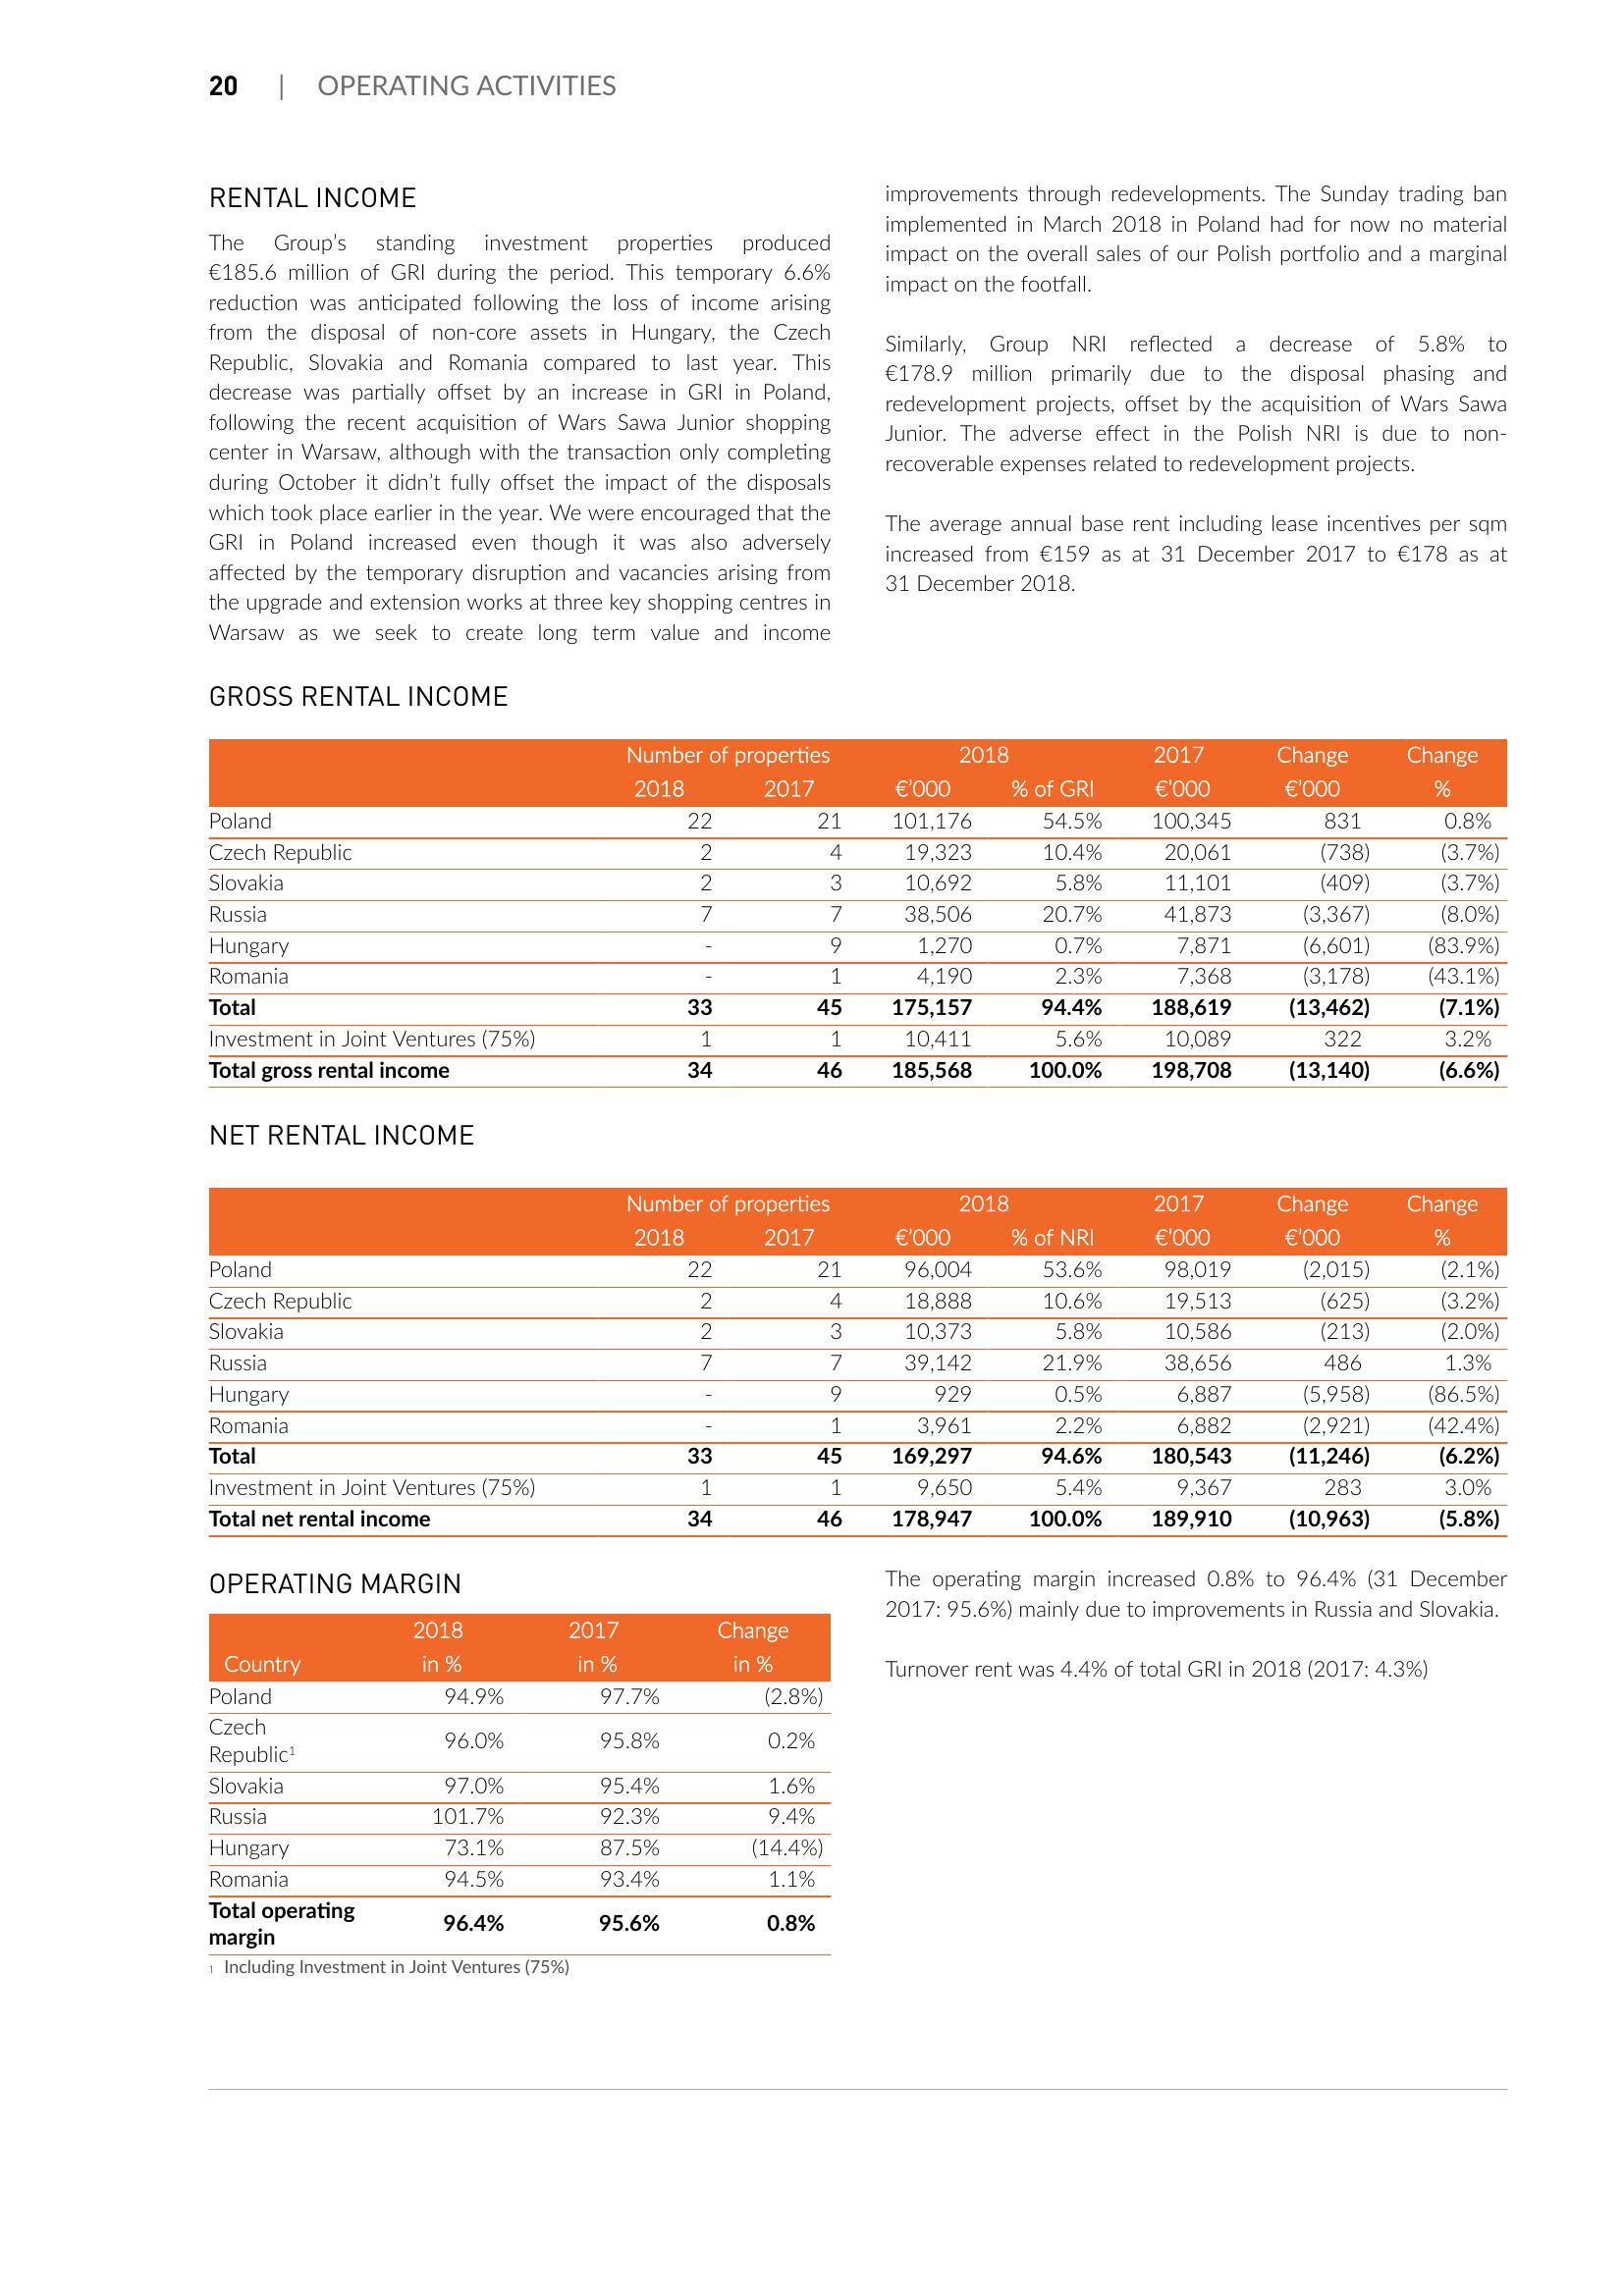 20 | OPERATING ACTIVITIES
RENTAL INCOME
The Group’s standing investment properties produced
€185.6 million of GRI during the period. This temporary 6.6%
reduction was anticipated following the loss of income arising
from the disposal of non-core assets in Hungary, the Czech
Republic, Slovakia and Romania compared to last year. This
decrease was partially offset by an increase in GRI in Poland,
following the recent acquisition of Wars Sawa Junior shopping
center in Warsaw, although with the transaction only completing
during October it didn’t fully offset the impact of the disposals
which took place earlier in the year. We were encouraged that the
GRI in Poland increased even though it was also adversely
affected by the temporary disruption and vacancies arising from
the upgrade and extension works at three key shopping centres in
Warsaw as we seek to create long term value and income
improvements through redevelopments. The Sunday trading ban
implemented in March 2018 in Poland had for now no material
impact on the overall sales of our Polish portfolio and a marginal
impact on the footfall.
Similarly, Group NRI reflected a decrease of 5.8% to
€178.9 million primarily due to the disposal phasing and
redevelopment projects, offset by the acquisition of Wars Sawa
Junior. The adverse effect in the Polish NRI is due to non-
recoverable expenses related to redevelopment projects.
The average annual base rent including lease incentives per sqm
increased from €159 as at 31 December 2017 to €178 as at
31 December 2018.
GROSS RENTAL INCOME
Number of properties 2018 2017 Change Change
2018 2017 €’000 % of GRI €’000 €’000 %
Poland 22 21 101,176 54.5% 100,345 831 0.8%
Czech Republic 2 4 19,323 10.4% 20,061 (738) (3.7%)
Slovakia 2 3 10,692 5.8% 11,101 (409) (3.7%)
Russia 7 7 38,506 20.7% 41,873 (3,367) (8.0%)
Hungary - 9 1,270 0.7% 7,871 (6,601) (83.9%)
Romania - 1 4,190 2.3% 7,368 (3,178) (43.1%)
Total 33 45 175,157 94.4% 188,619 (13,462) (7.1%)
Investment in Joint Ventures (75%) 1 1 10,411 5.6% 10,089 322 3.2%
Total gross rental income 34 46 185,568 100.0% 198,708 (13,140) (6.6%)
NET RENTAL INCOME
Number of properties 2018 2017 Change Change
2018 2017 €’000 % of NRI €’000 €’000 %
Poland 22 21 96,004 53.6% 98,019 (2,015) (2.1%)
Czech Republic 2 4 18,888 10.6% 19,513 (625) (3.2%)
Slovakia 2 3 10,373 5.8% 10,586 (213) (2.0%)
Russia 7 7 39,142 21.9% 38,656 486 1.3%
Hungary - 9 929 0.5% 6,887 (5,958) (86.5%)
Romania - 1 3,961 2.2% 6,882 (2,921) (42.4%)
Total 33 45 169,297 94.6% 180,543 (11,246) (6.2%)
Investment in Joint Ventures (75%) 1 1 9,650 5.4% 9,367 283 3.0%
Total net rental income 34 46 178,947 100.0% 189,910 (10,963) (5.8%)
OPERATING MARGIN
2018 2017 Change
Country in % in % in %
Poland 94.9% 97.7% (2.8%)
Czech
Republic¹ 96.0% 95.8% 0.2%
Slovakia 97.0% 95.4% 1.6%
Russia 101.7% 92.3% 9.4%
Hungary 73.1% 87.5% (14.4%)
Romania 94.5% 93.4% 1.1%
Total operating
margin 96.4% 95.6% 0.8%
1 Including Investment in Joint Ventures (75%)
The operating margin increased 0.8% to 96.4% (31 December
2017: 95.6%) mainly due to improvements in Russia and Slovakia.
Turnover rent was 4.4% of total GRI in 2018 (2017: 4.3%)